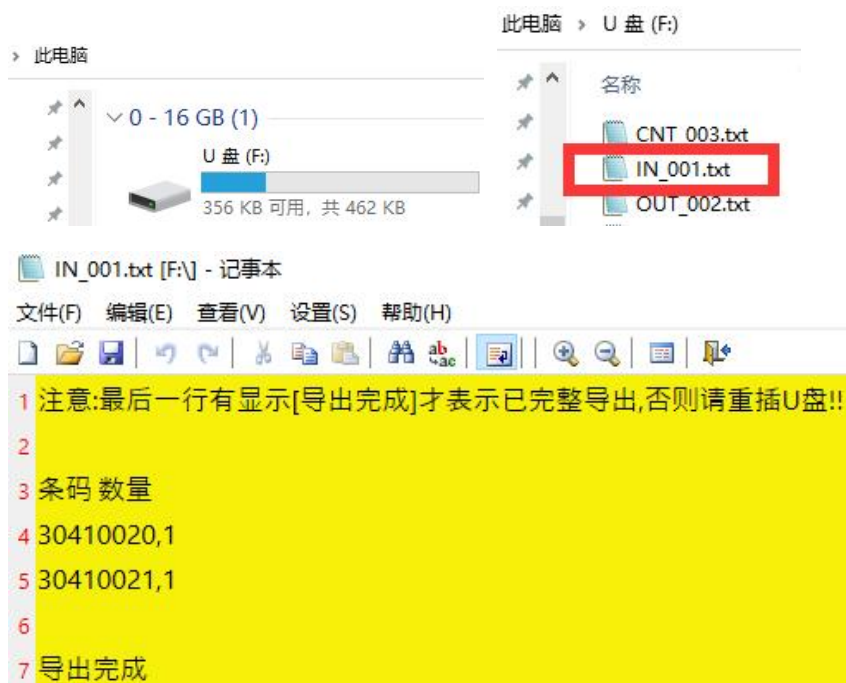 此电脑
0 - 16 GB (1)
U 盘 (F:)
356 KB 可用，共 462 KB
此电脑 › U 盘 (F:)
名称
CNT_003.txt
IN_001.txt
OUT_002.txt
IN_001.txt [F:\] - 记事本
文件(F) 编辑(E) 查看(V) 设置(S) 帮助(H)
1 注意:最后一行有显示[导出完成]才表示已完整导出,否则请重插U盘!!
2
3 条码 数量
4 30410020,1
5 30410021,1
6
7 导出完成